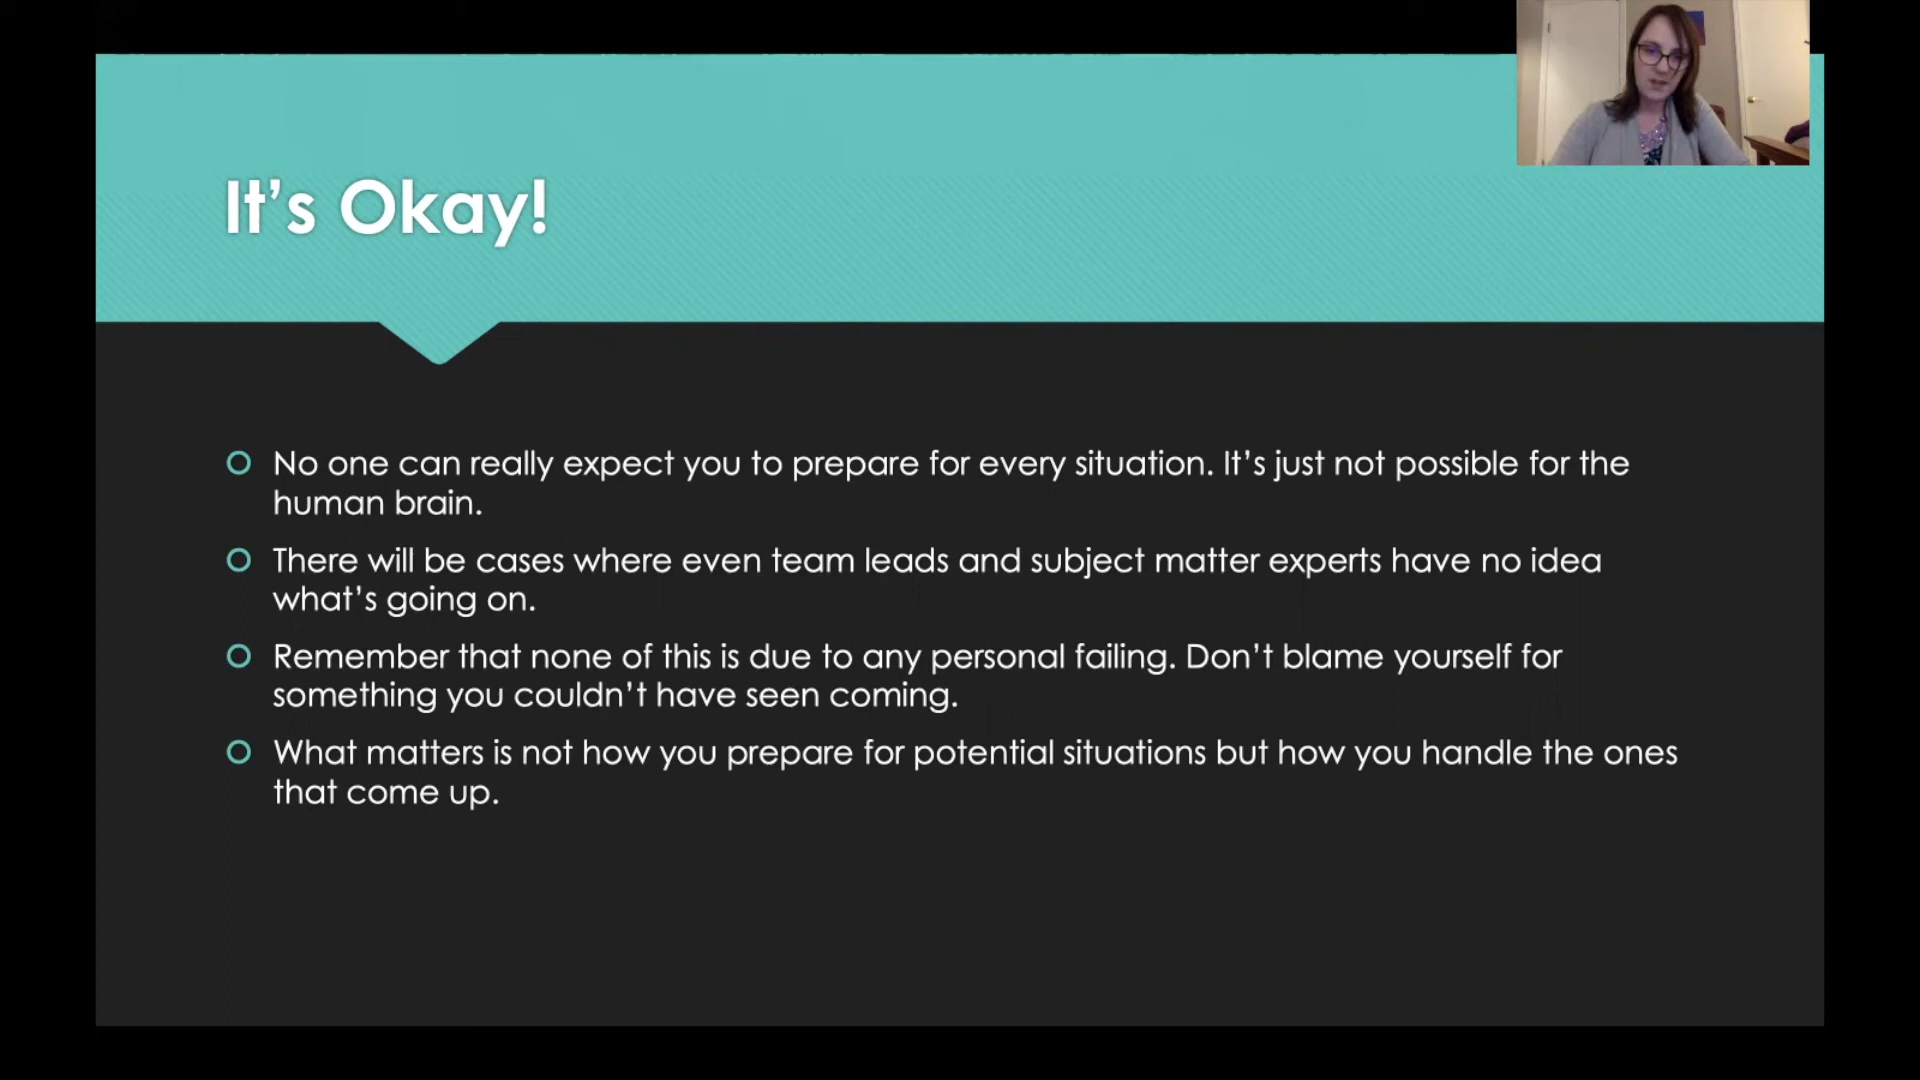 It’s Okay!
No one can really expect you to prepare for every situation. It’s just not possible for the
human brain.
There will be cases where even team leads and subject matter experts have no idea
what’s going on.
Remember that none of this is due to any personal failing. Don’t blame yourself for
something you couldn’t have seen coming.
What matters is not how you prepare for potential situations but how you handle the ones
that come up.